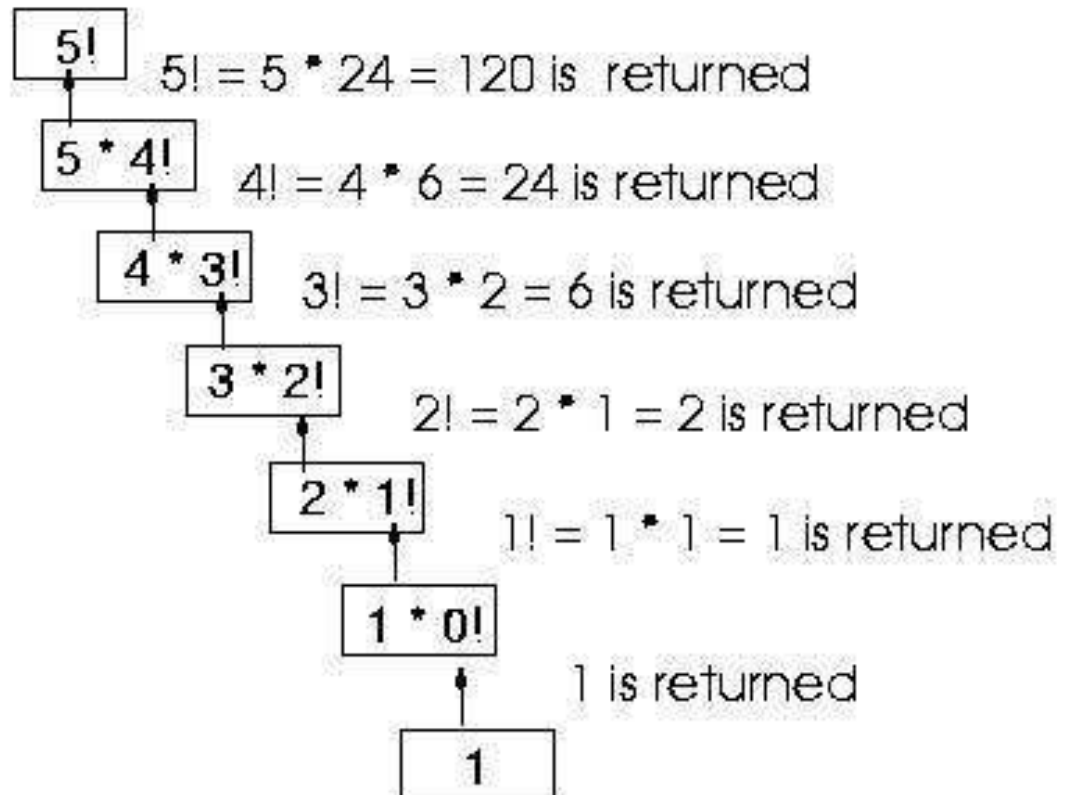 5!
5! = 5 * 24 = 120 is returned
5 * 4!
4! = 4 * 6 = 24 is returned
4 * 3!
3! = 3 * 2 = 6 is returned
3 * 2!
2! = 2 * 1 = 2 is returned
2 * 1!
1! = 1 * 1 = 1 is returned
1 * 0!
1 is returned
1